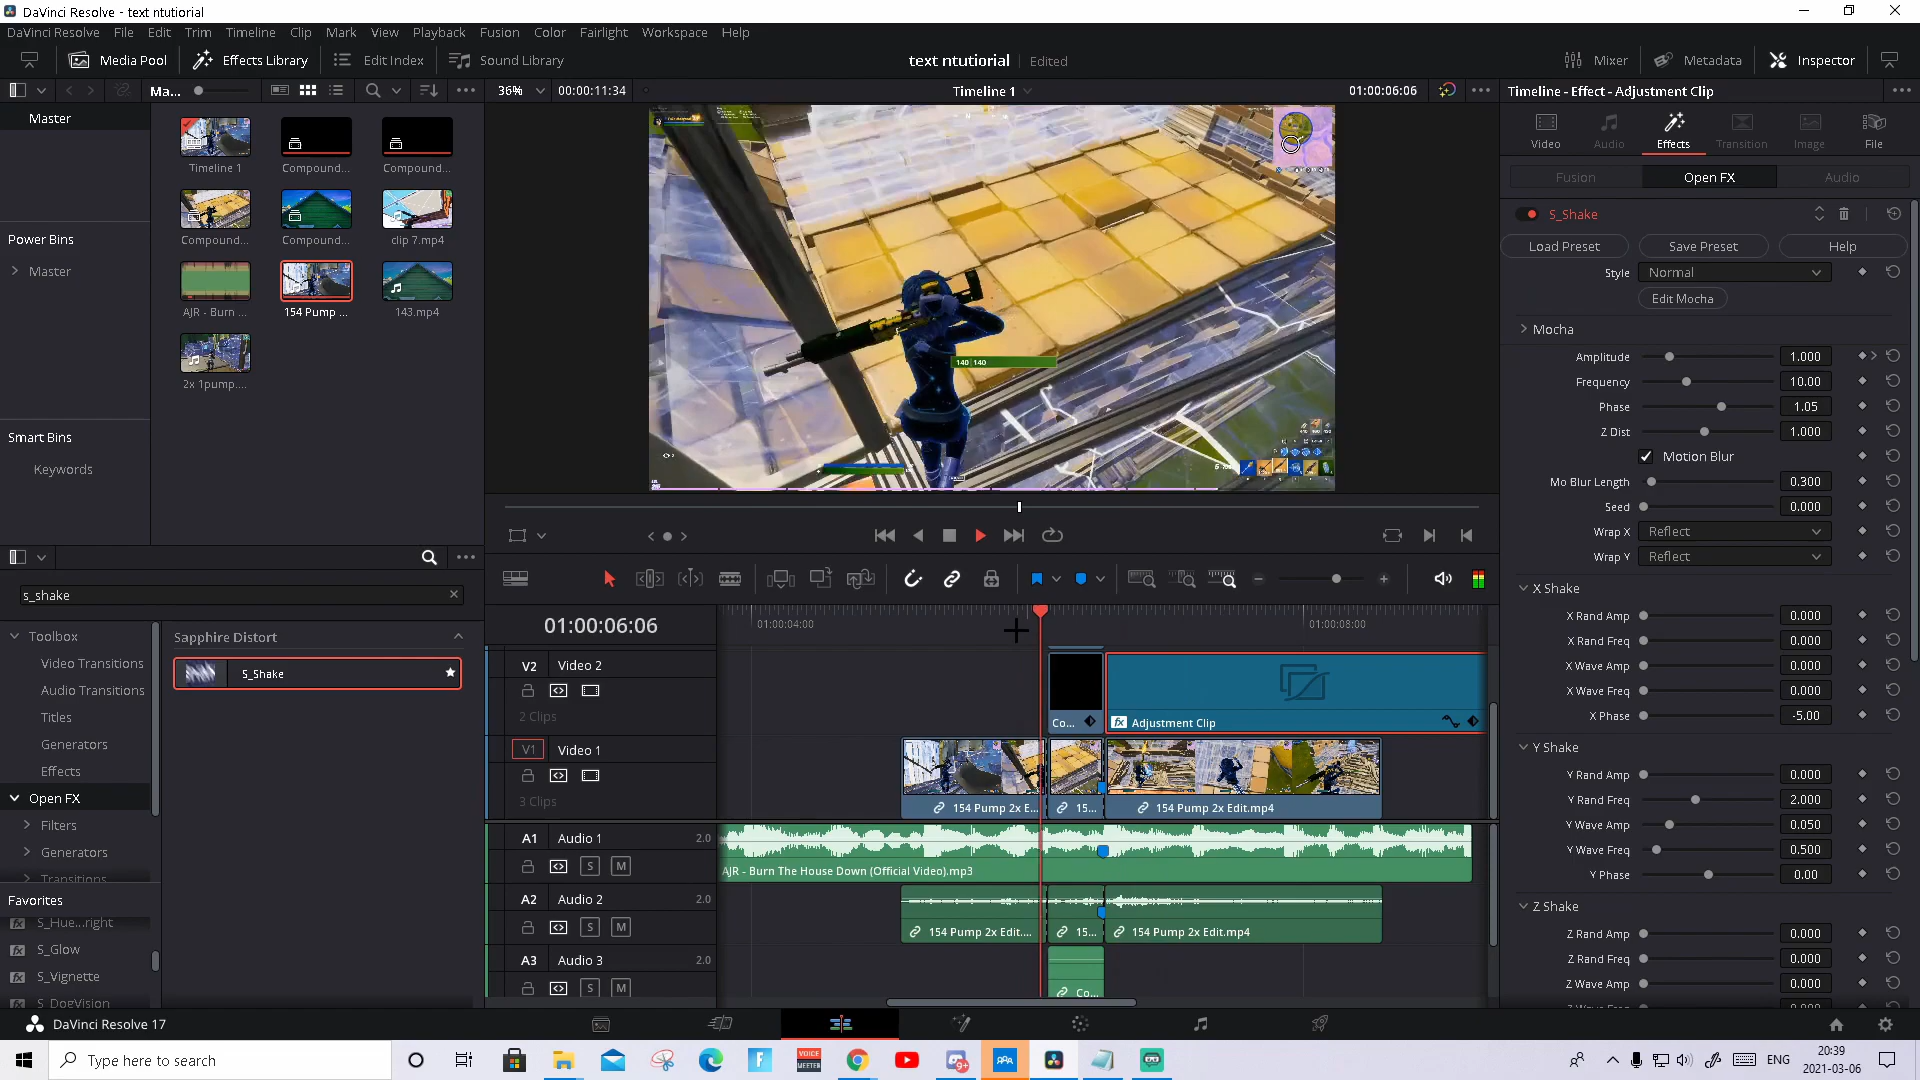 DaVinci Resolve - text ntutiorial
DaVinci Resolve File Edit Trim Timeline Clip Mark View Playback Fusion Color Fairlight Workspace Help
Media Pool Effects Library Edit Index Sound Library text ntutiorial Edited Mixer Metadata Inspector
Ma... 36% 00:00:11:34 Timeline 1 01:00:06:06 Timeline - Effect - Adjustment Clip
Master
Timeline 1 Compound... Compound...
Compound... Compound... clip 7.mp4
AJR - Burn ... 154 Pump ... 143.mp4
2x 1pump....
Power Bins
Master
Smart Bins
Keywords
140 | 140
Video Audio Effects Transition Image File
Fusion Open FX Audio
S_Shake
Load Preset Save Preset Help
Style Normal
Edit Mocha
Mocha
Amplitude 1.000
Frequency 10.00
Phase 1.05
Z Dist 1.000
Motion Blur
Mo Blur Length 0.300
Seed 0.000
Wrap X Reflect
Wrap Y Reflect
X Shake
X Rand Amp 0.000
X Rand Freq 0.000
X Wave Amp 0.000
X Wave Freq 0.000
X Phase -5.00
Y Shake
Y Rand Amp 0.000
Y Rand Freq 2.000
Y Wave Amp 0.050
Y Wave Freq 0.500
Y Phase 0.00
Z Shake
Z Rand Amp 0.000
Z Rand Freq 0.000
Z Wave Amp 0.000
s_shake
Toolbox
Video Transitions
Audio Transitions
Titles
Generators
Effects
Open FX
Filters
Generators
Transitions
Favorites
S_Hue...right
S_Glow
S_Vignette
S_DogVision
Sapphire Distort
S_Shake
01:00:06:06 01:00:04:00 01:00:08:00
V2 Video 2
2 Clips
Co... fx Adjustment Clip
V1 Video 1
3 Clips
154 Pump 2x E... 15... 154 Pump 2x Edit.mp4
A1 Audio 1 2.0
S M
AJR - Burn The House Down (Official Video).mp3
A2 Audio 2 2.0
S M
154 Pump 2x Edit.... 15... 154 Pump 2x Edit.mp4
A3 Audio 3 2.0
S M
Co...
DaVinci Resolve 17
Type here to search
VOICE MEETER
9+
ENG
20:39
2021-03-06